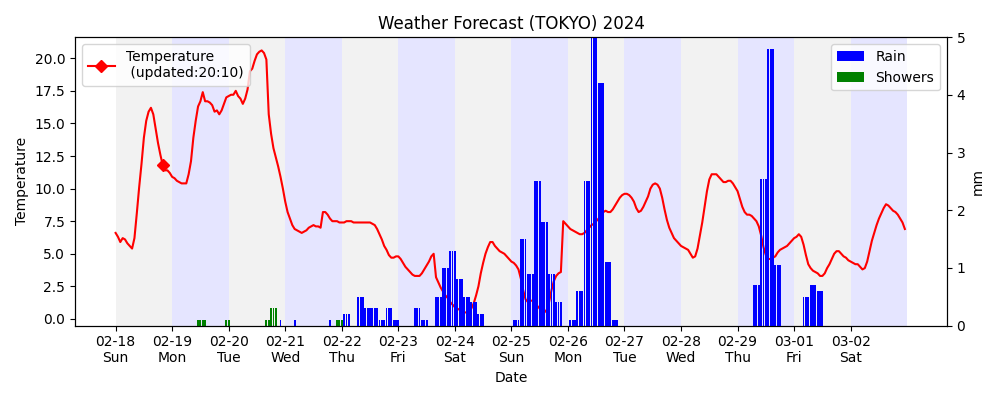 Weather Forecast (TOKYO) 2024
Temperature
(updated:20:10)
Rain
Showers
Temperature
20.0
17.5
15.0
12.5
10.0
7.5
5.0
2.5
0.0
5
4
3
2
1
0
mm
02-18 02-19 02-20 02-21 02-22 02-23 02-24 02-25 02-26 02-27 02-28 02-29 03-01 03-02
Sun Mon Tue Wed Thu Fri Sat Sun Mon Tue Wed Thu Fri Sat
Date